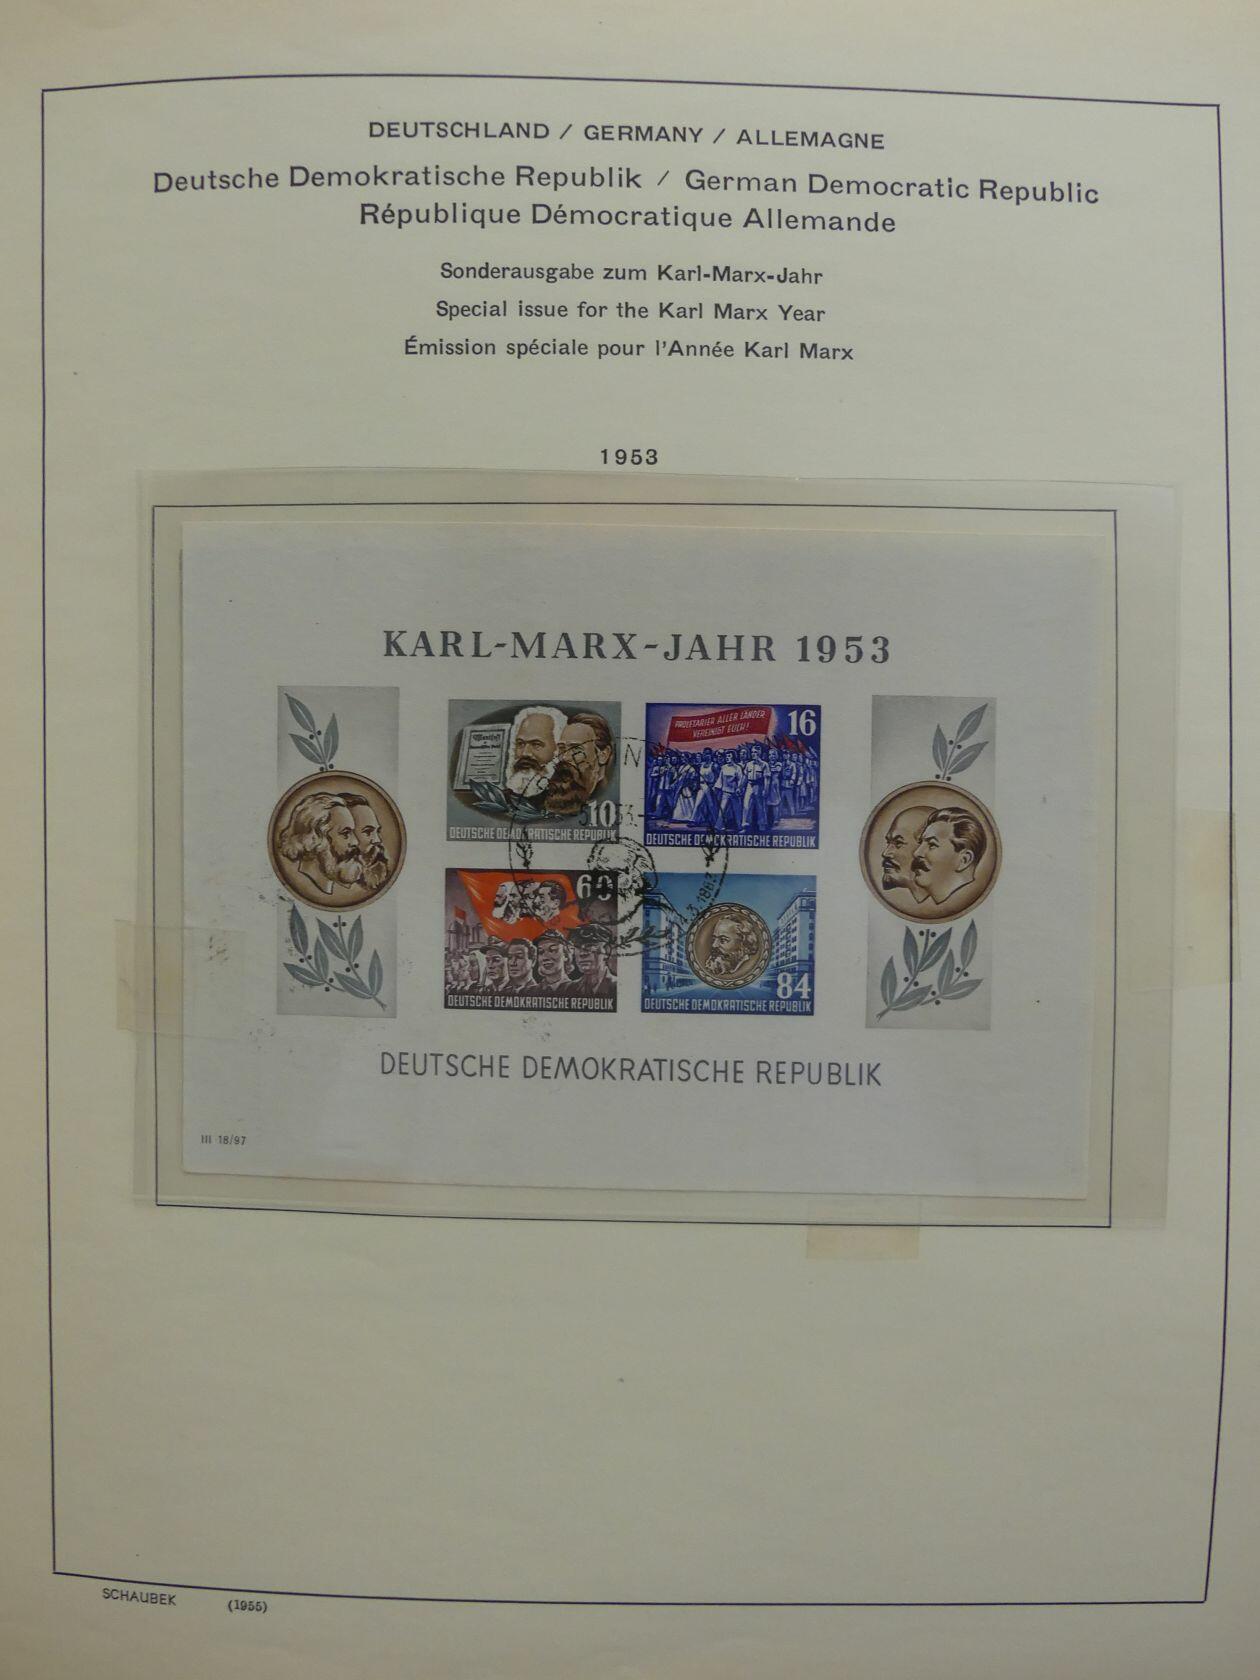 DEUTSCHLAND / GERMANY / ALLEMAGNE
Deutsche Demokratische Republik / German Democratic Republic
République Démocratique Allemande
Sonderausgabe zum Karl-Marx-Jahr
Special issue for the Karl Marx Year
Émission spéciale pour l'Année Karl Marx
1953
KARL-MARX-JAHR 1953
10
DEUTSCHE DEMOKRATISCHE REPUBLIK
PROLETARIER ALLER LÄNDER
VEREINIGT EUCH!
16
DEUTSCHE DEMOKRATISCHE REPUBLIK
60
DEUTSCHE DEMOKRATISCHE REPUBLIK
84
DEUTSCHE DEMOKRATISCHE REPUBLIK
DEUTSCHE DEMOKRATISCHE REPUBLIK
III 18/97
SCHAUBEK (1955)